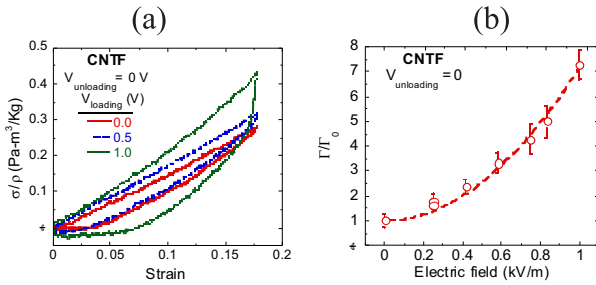 (a)
CNTF
V_unloading = 0 V
V_loading (V)
0.0
0.5
1.0
0.5
0.4
0.3
0.2
0.1
σ/ρ (Pa-m³/Kg)
0 0.05 0.1 0.15 0.2
Strain
(b)
CNTF
V_unloading = 0
8
7
6
5
4
3
2
1
Γ/Γ₀
0 0.2 0.4 0.6 0.8 1
Electric field (kV/m)